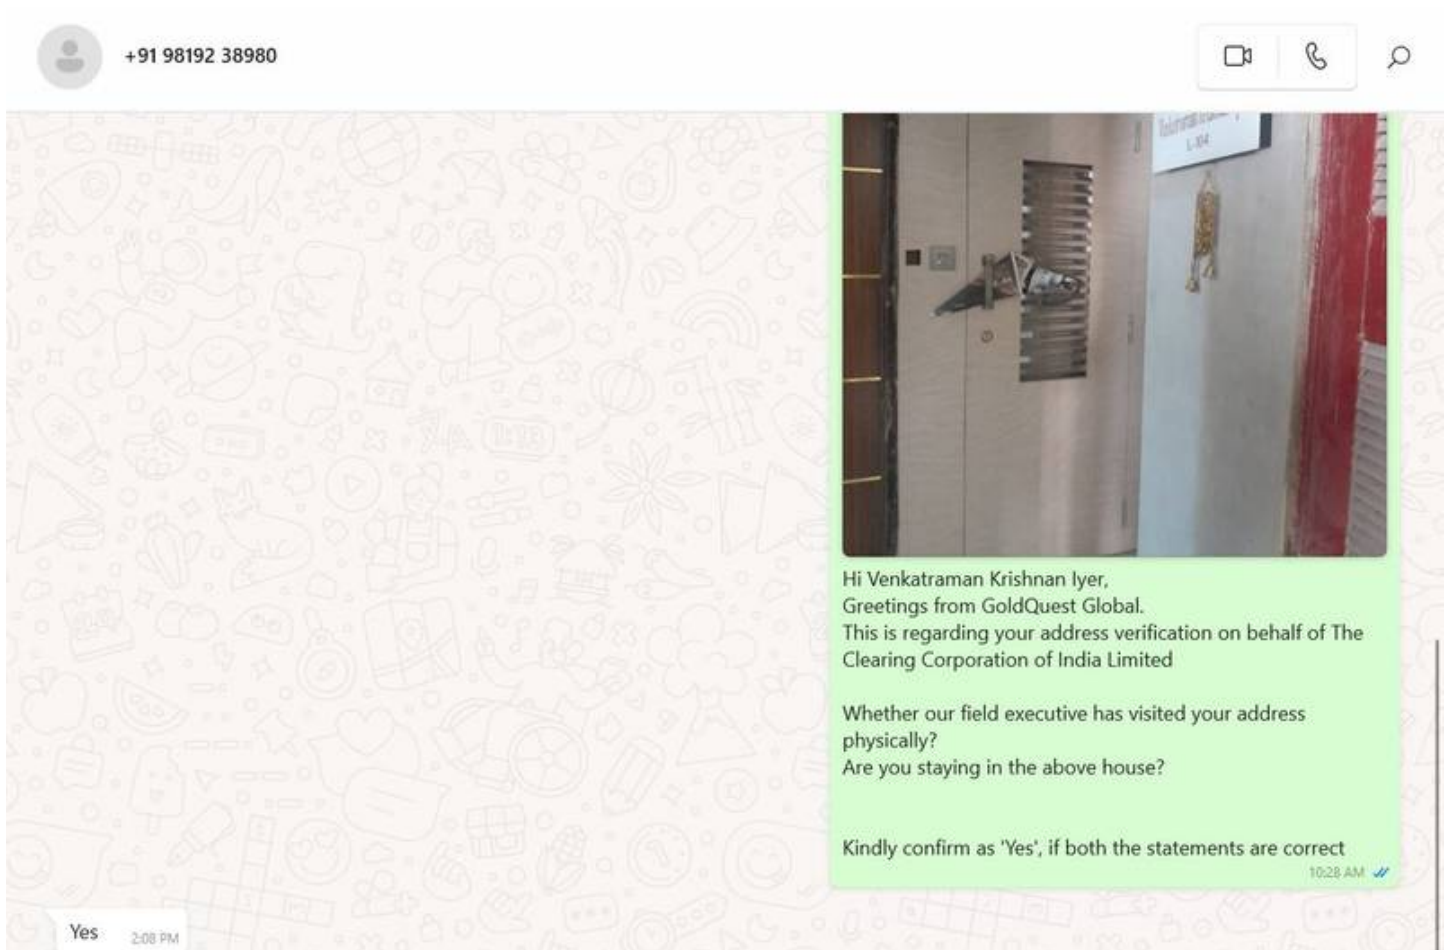 +91 98192 38980
L-104
Hi Venkatraman Krishnan Iyer,
Greetings from GoldQuest Global.
This is regarding your address verification on behalf of The
Clearing Corporation of India Limited
Whether our field executive has visited your address
physically?
Are you staying in the above house?
Kindly confirm as 'Yes', if both the statements are correct
10:28 AM
Yes
2:08 PM